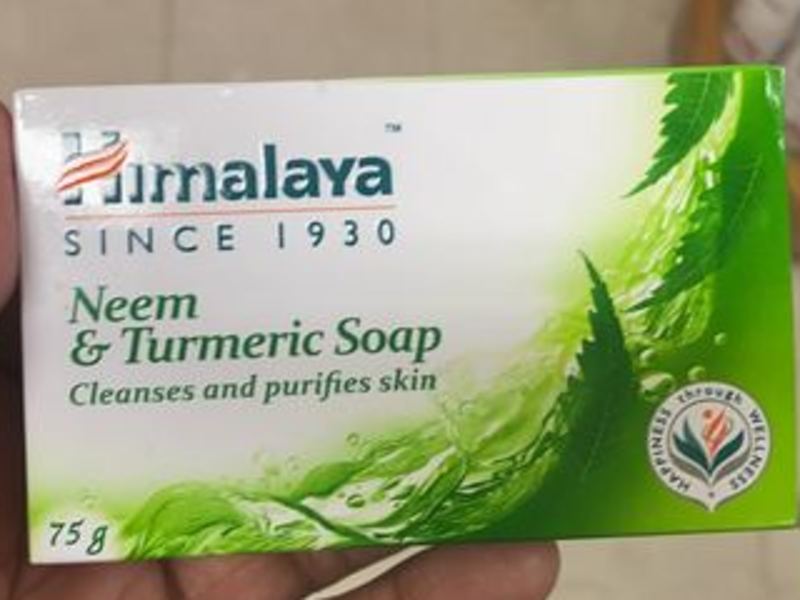 Himalaya™
SINCE 1930
Neem
& Turmeric Soap
Cleanses and purifies skin
HAPPINESS through WELLNESS
75 g